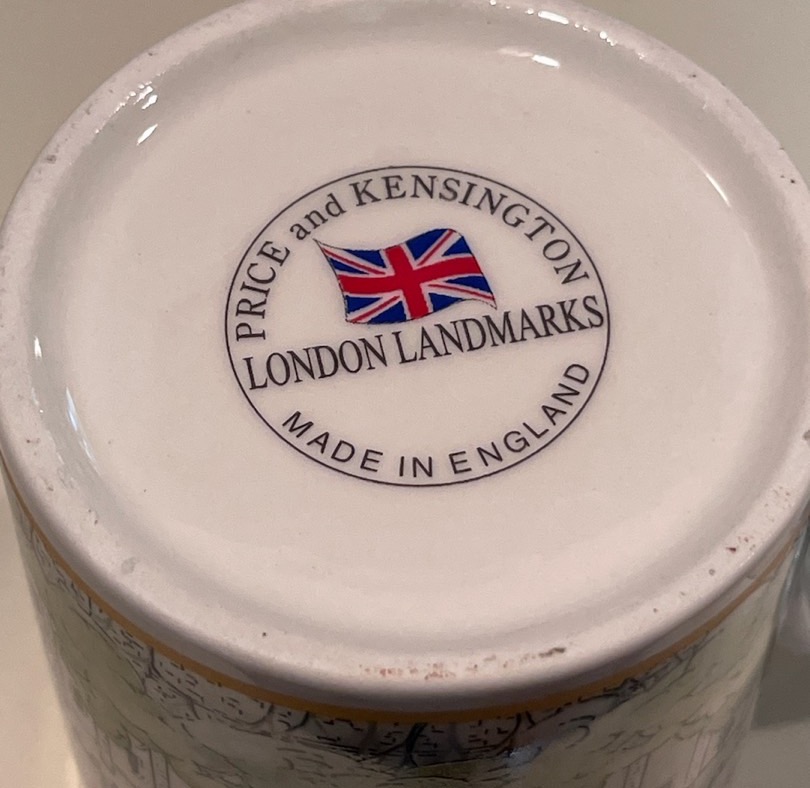 PRICE and KENSINGTON
LONDON LANDMARKS
MADE IN ENGLAND